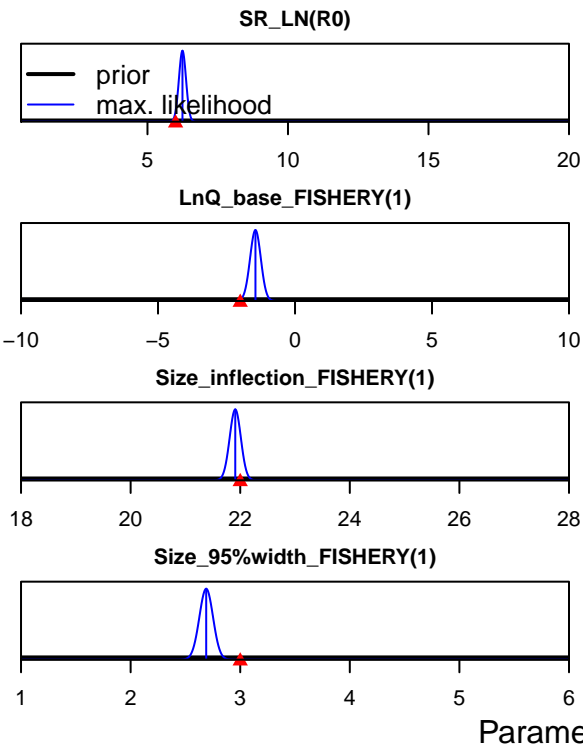 SR_LN(R0)
prior
max. likelihood
5 10 15 20
LnQ_base_FISHERY(1)
−10 −5 0 5 10
Size_inflection_FISHERY(1)
18 20 22 24 26 28
Size_95%width_FISHERY(1)
1 2 3 4 5 6
Parame